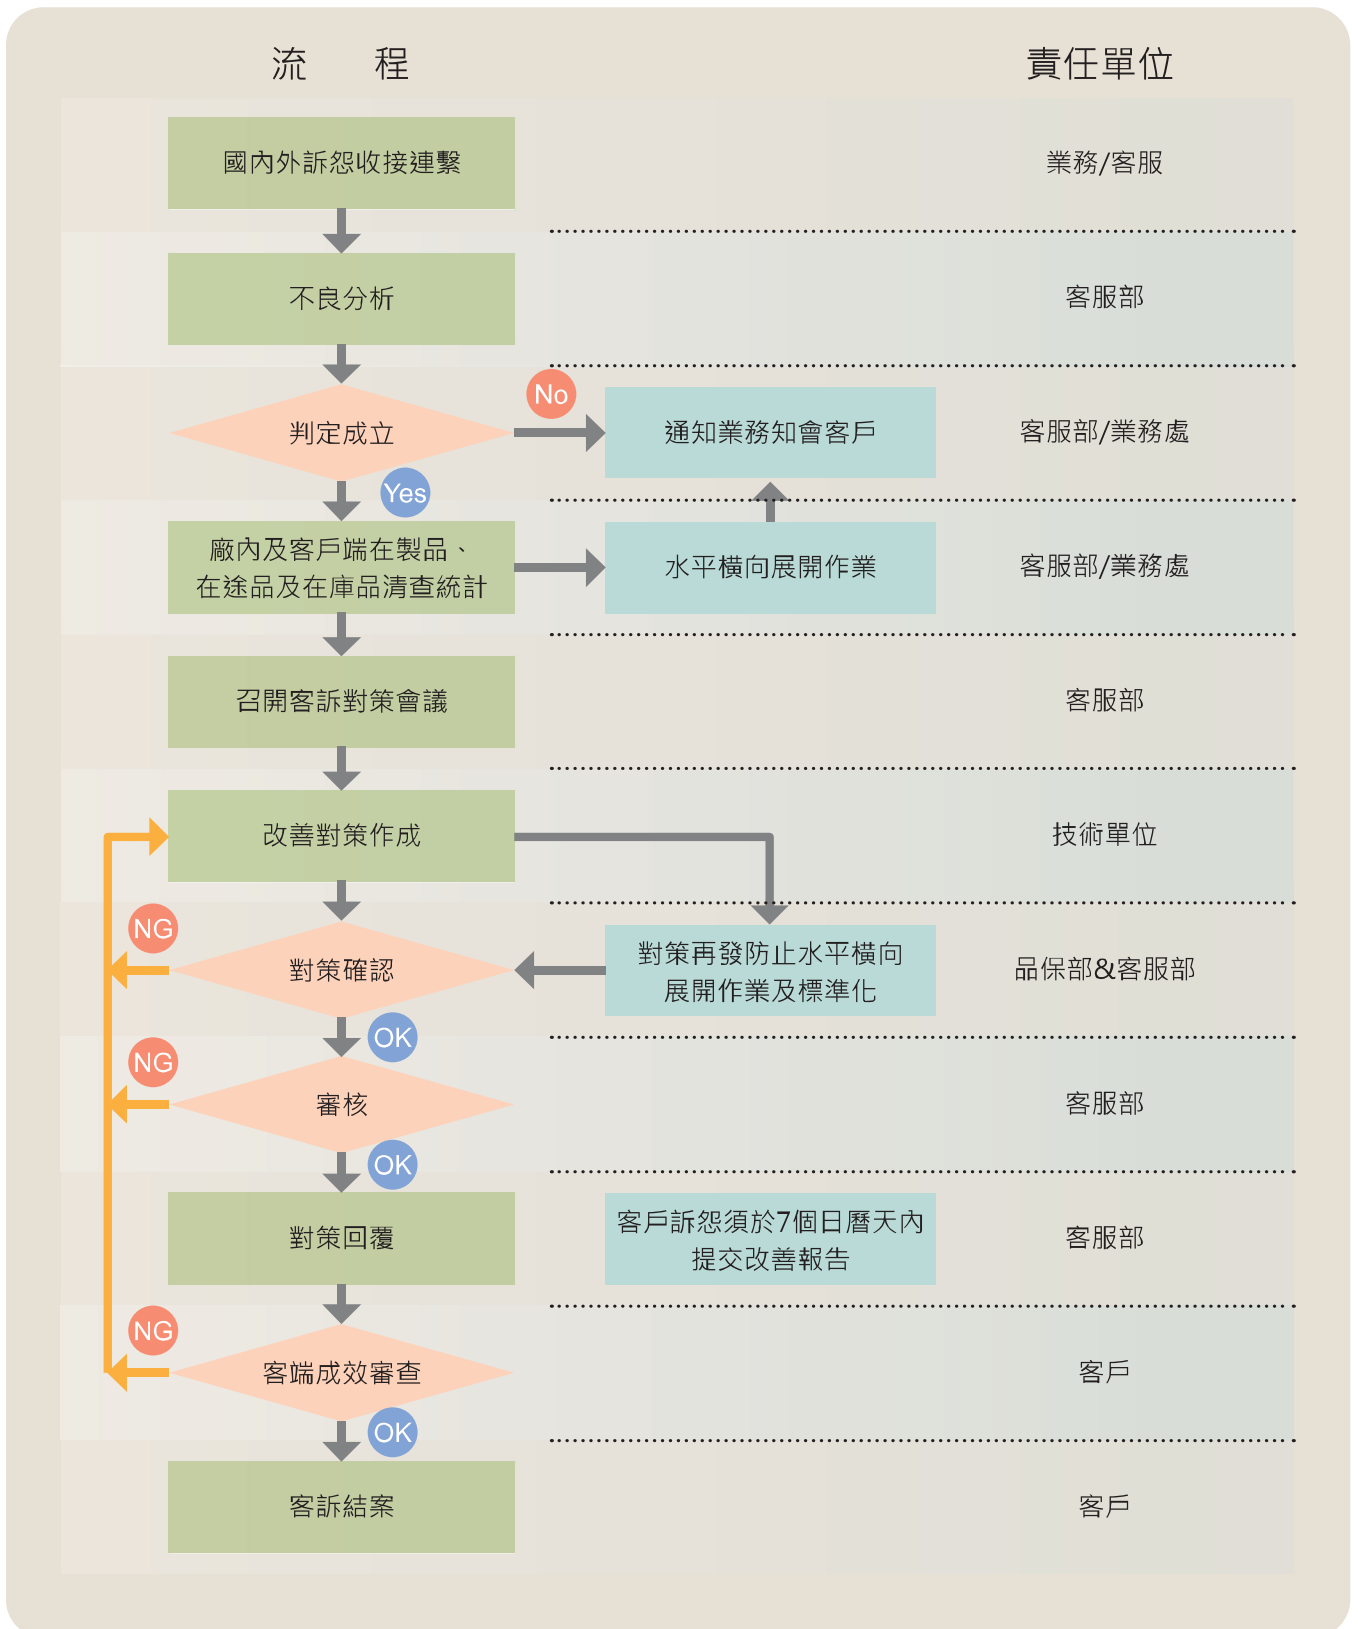 流程 責任單位
國內外訴怨收接連繫 業務/客服
不良分析 客服部
No
判定成立 通知業務知會客戶 客服部/業務處
Yes
廠內及客戶端在製品、
在途品及在庫品清查統計
水平橫向展開作業 客服部/業務處
召開客訴對策會議 客服部
改善對策作成 技術單位
NG
對策確認
對策再發防止水平橫向
展開作業及標準化
品保部&客服部
OK
NG
審核 客服部
OK
對策回覆
客戶訴怨須於7個日曆天內
提交改善報告
客服部
NG
客端成效審查 客戶
OK
客訴結案 客戶